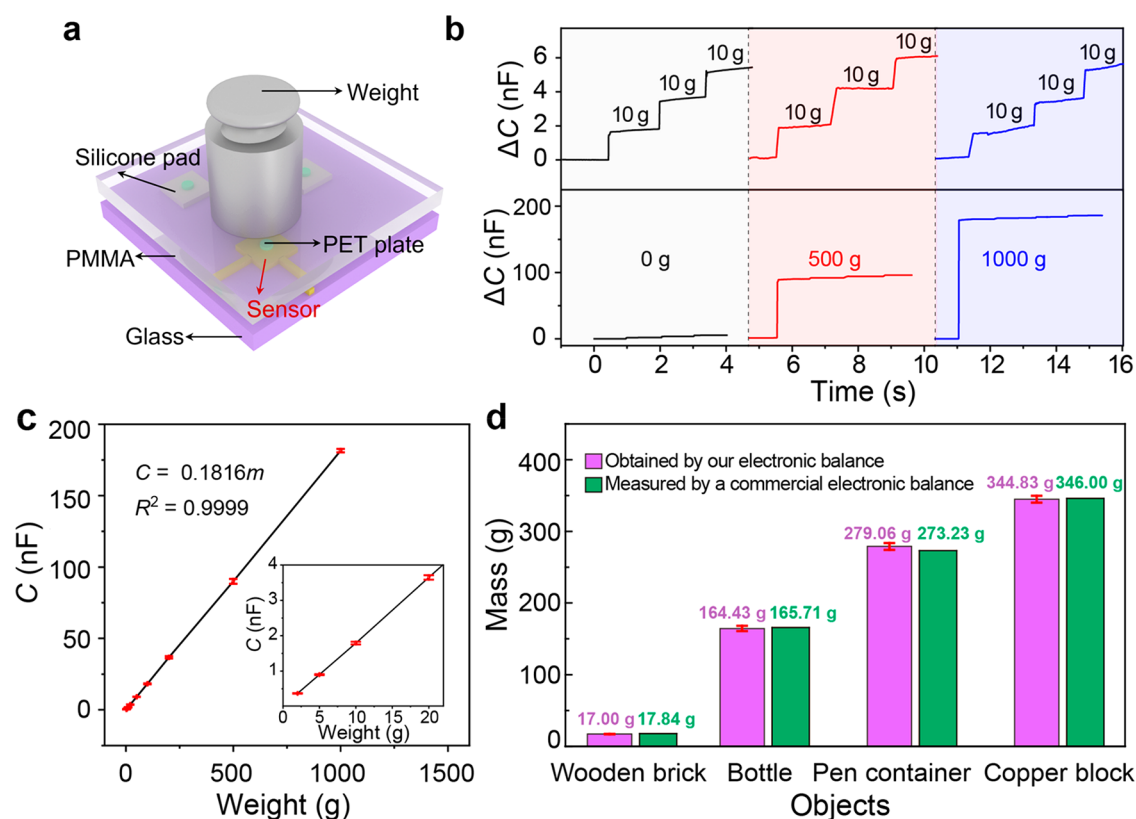 a
Weight
Silicone pad
PET plate
PMMA
Sensor
Glass
b
ΔC (nF)
6
4
2
0
10 g
10 g
10 g
10 g
10 g
10 g
10 g
10 g
10 g
ΔC (nF)
200
100
0
0 g
500 g
1000 g
0 2 4 6 8 10 12 14 16
Time (s)
c
C (nF)
200
150
100
50
0
C = 0.1816m
R² = 0.9999
C (nF)
4
3
2
1
0 5 10 15 20
Weight (g)
0 500 1000 1500
Weight (g)
d
Mass (g)
400
300
200
100
0
Obtained by our electronic balance
Measured by a commercial electronic balance
17.00 g 17.84 g
164.43 g 165.71 g
279.06 g 273.23 g
344.83 g 346.00 g
Wooden brick Bottle Pen container Copper block
Objects